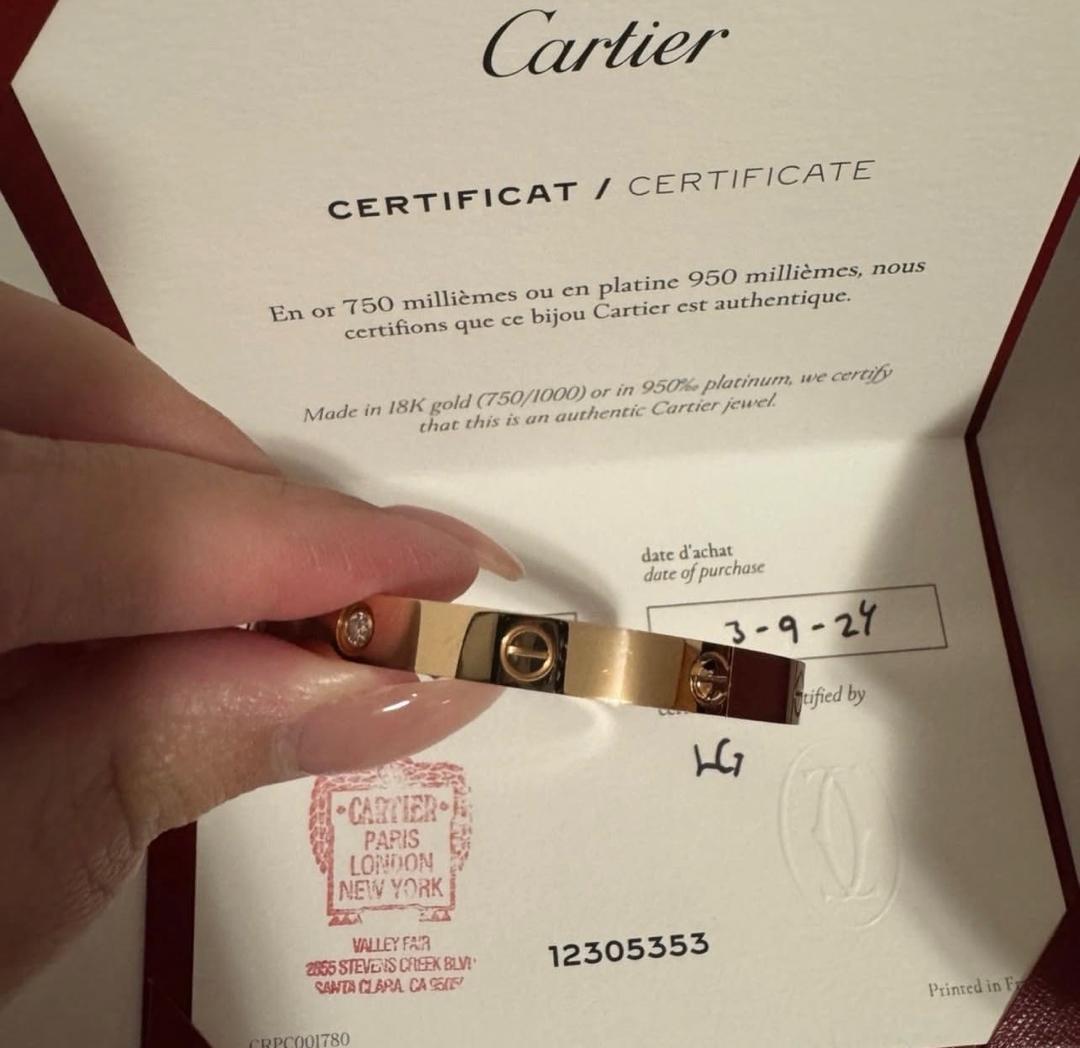 Cartier
CERTIFICAT / CERTIFICATE
En or 750 millièmes ou en platine 950 millièmes, nous
certifions que ce bijou Cartier est authentique.
Made in 18K gold (750/1000) or in 950‰ platinum, we certify
that this is an authentic Cartier jewel.
date d'achat
date of purchase
3-9-24
tified by
LG
CARTIER
PARIS
LONDON
NEW YORK
VALLEY FAIR
2855 STEVENS CREEK BLV
SANTA CLARA, CA
12305353
Printed in
CRPC001780